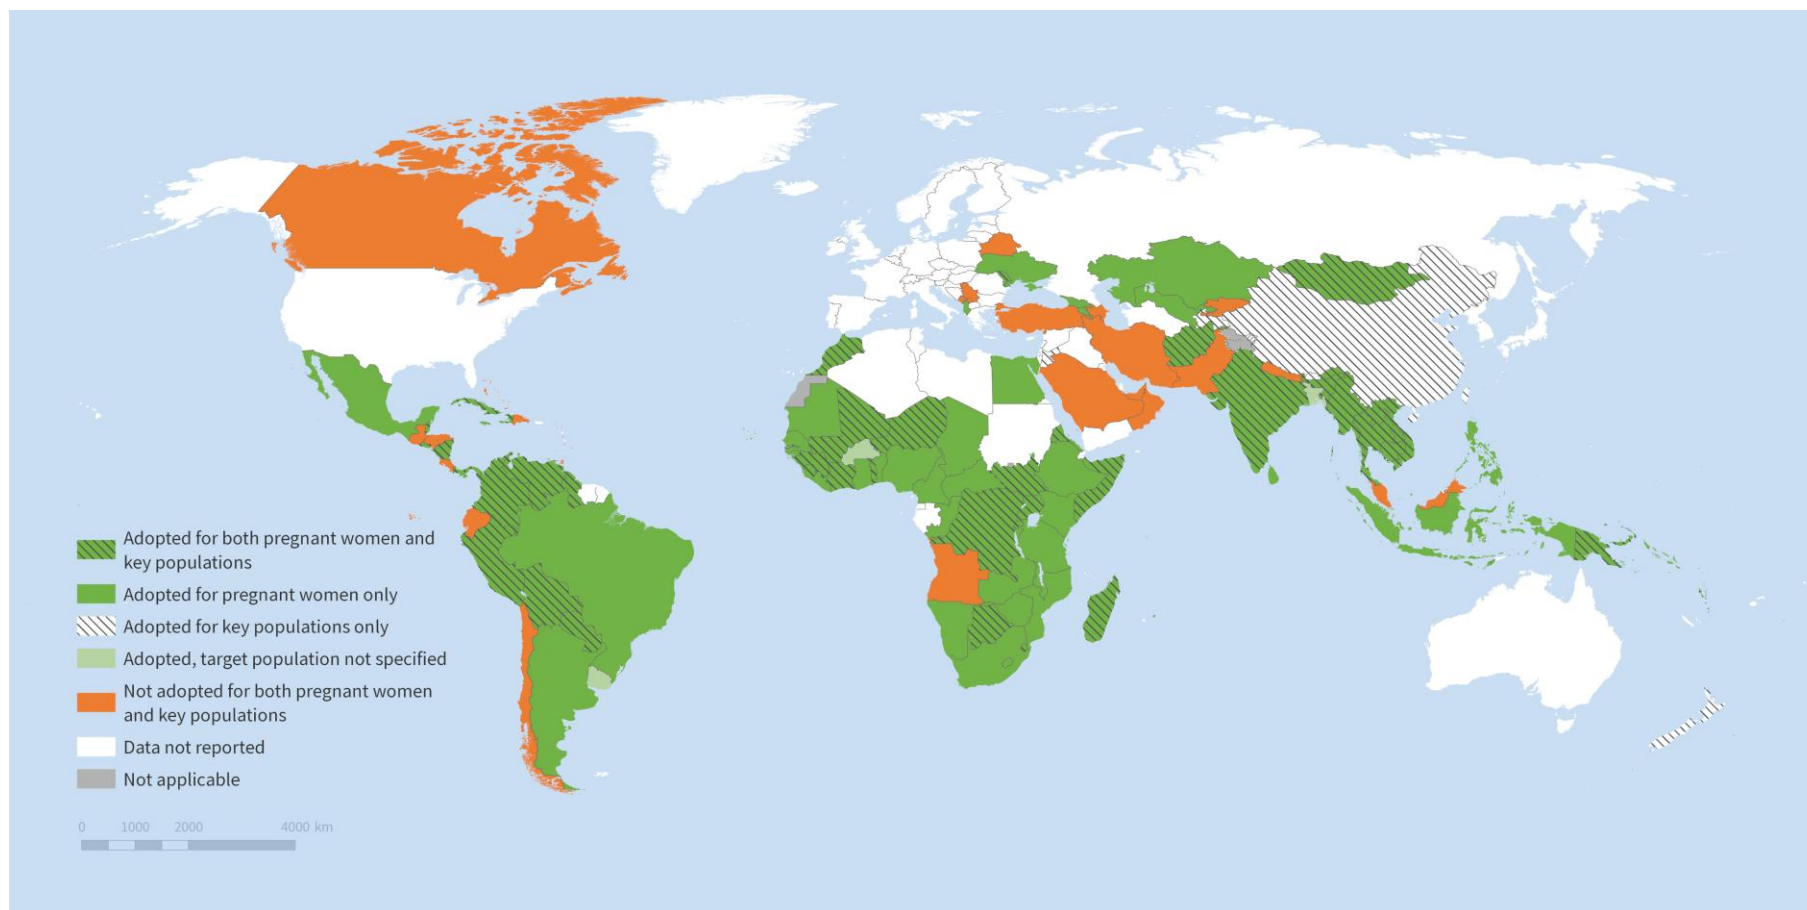 Adopted for both pregnant women and
key populations
Adopted for pregnant women only
Adopted for key populations only
Adopted, target population not specified
Not adopted for both pregnant women
and key populations
Data not reported
Not applicable
0 1000 2000 4000 km